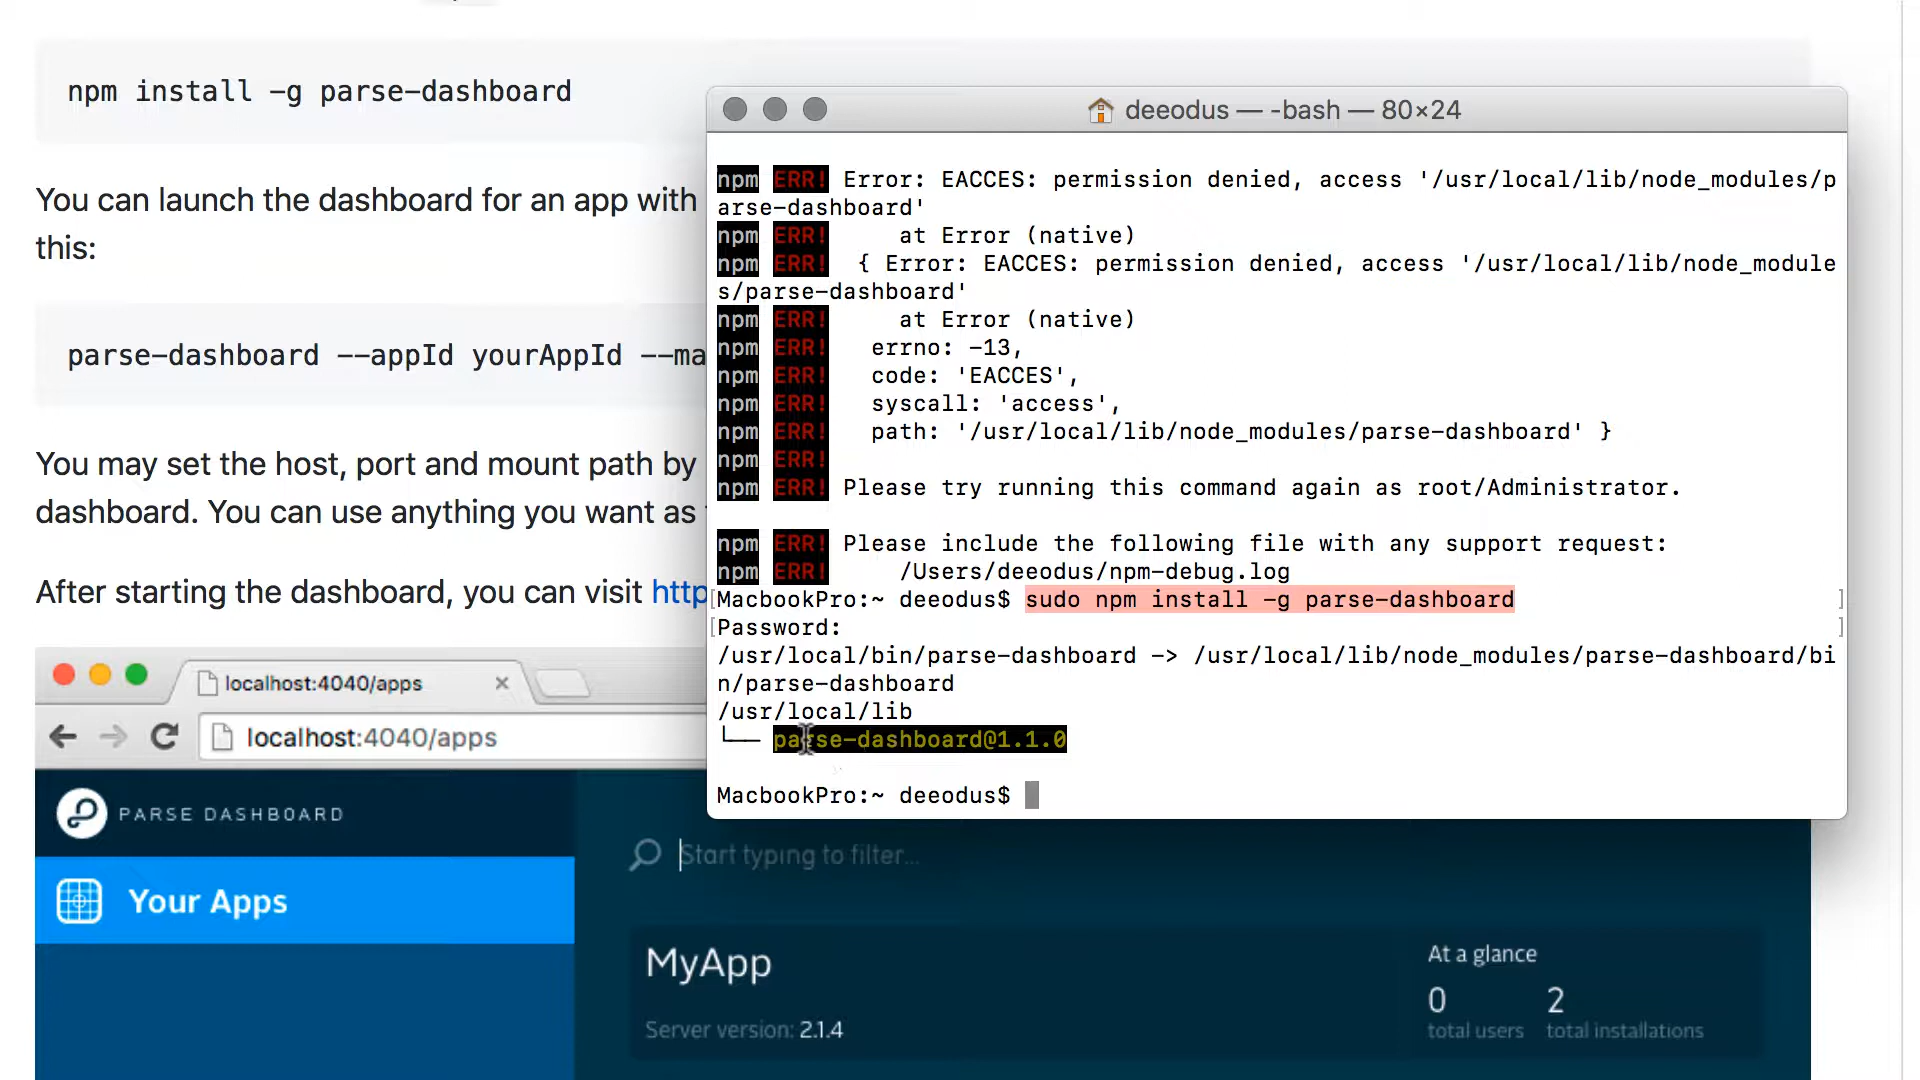 npm install -g parse-dashboard
You can launch the dashboard for an app with
this:
parse-dashboard --appId yourAppId --ma
You may set the host, port and mount path by
dashboard. You can use anything you want as
After starting the dashboard, you can visit http
deeodus — -bash — 80×24
npm ERR! Error: EACCES: permission denied, access '/usr/local/lib/node_modules/p
arse-dashboard'
npm ERR!     at Error (native)
npm ERR!  { Error: EACCES: permission denied, access '/usr/local/lib/node_module
s/parse-dashboard'
npm ERR!     at Error (native)
npm ERR!   errno: -13,
npm ERR!   code: 'EACCES',
npm ERR!   syscall: 'access',
npm ERR!   path: '/usr/local/lib/node_modules/parse-dashboard' }
npm ERR!
npm ERR! Please try running this command again as root/Administrator.
npm ERR! Please include the following file with any support request:
npm ERR!     /Users/deeodus/npm-debug.log
[MacbookPro:~ deeodus$ sudo npm install -g parse-dashboard ]
[Password: ]
/usr/local/bin/parse-dashboard -> /usr/local/lib/node_modules/parse-dashboard/bi
n/parse-dashboard
/usr/local/lib
└── parse-dashboard@1.1.0
MacbookPro:~ deeodus$
localhost:4040/apps
localhost:4040/apps
PARSE DASHBOARD
Your Apps
Start typing to filter...
MyApp
Server version: 2.1.4
At a glance
0 2
total users total installations